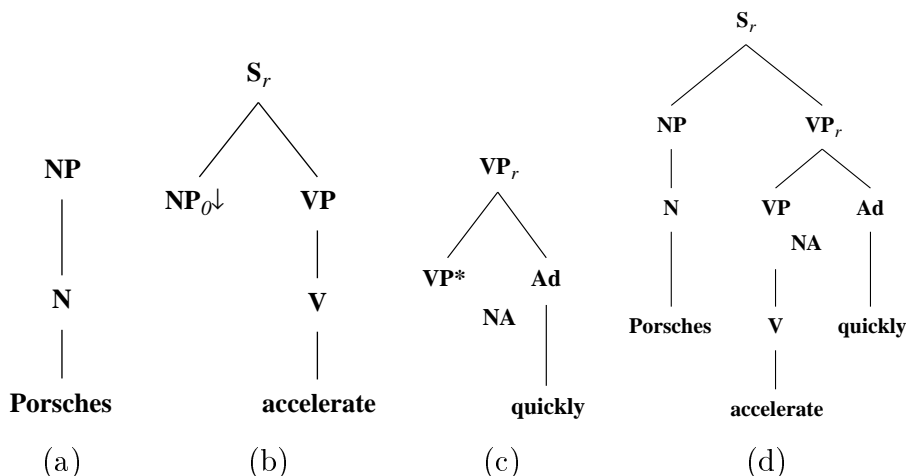 NP
N
Porsches
(a)
S_r
NP_0↓ VP
V
accelerate
(b)
VP_r
VP* Ad
NA
quickly
(c)
S_r
NP VP_r
N VP Ad
NA
Porsches V quickly
accelerate
(d)